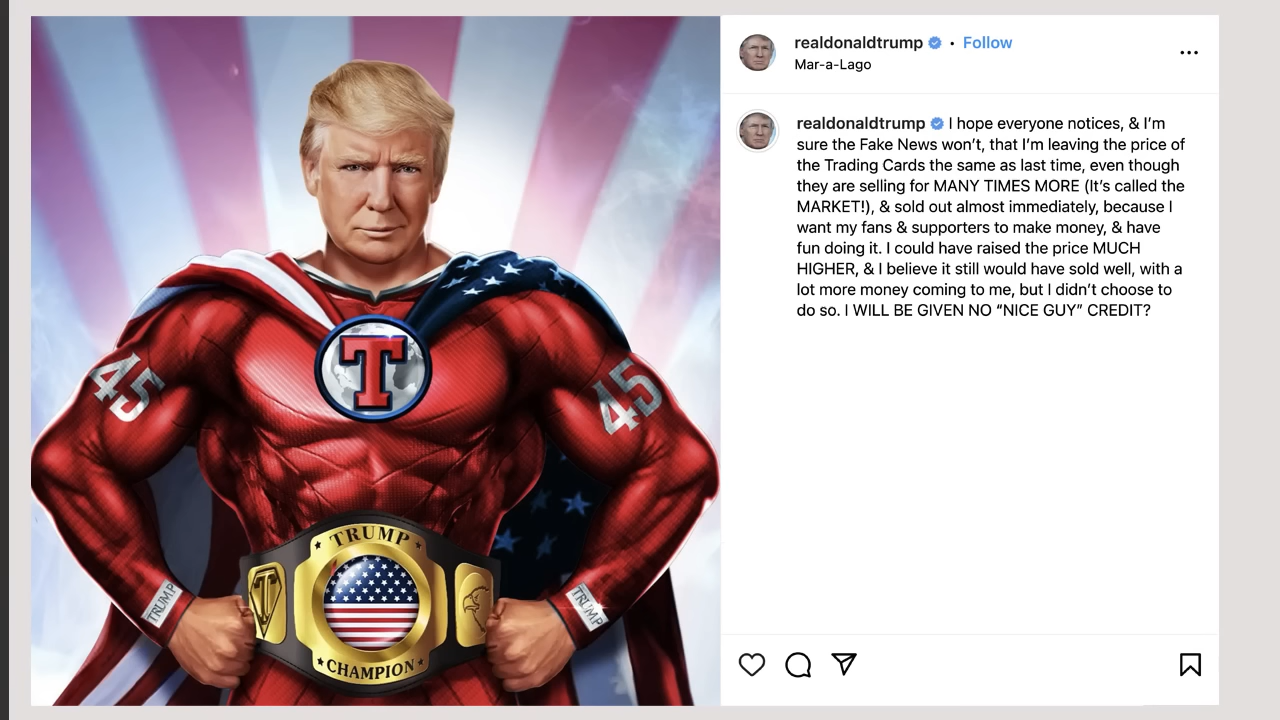 realdonaldtrump • Follow
Mar-a-Lago
realdonaldtrump I hope everyone notices, & I’m
sure the Fake News won’t, that I’m leaving the price of
the Trading Cards the same as last time, even though
they are selling for MANY TIMES MORE (It’s called the
MARKET!), & sold out almost immediately, because I
want my fans & supporters to make money, & have
fun doing it. I could have raised the price MUCH
HIGHER, & I believe it still would have sold well, with a
lot more money coming to me, but I didn’t choose to
do so. I WILL BE GIVEN NO “NICE GUY” CREDIT?
T
45
45
TRUMP
T
CHAMPION
TRUMP
TRUMP